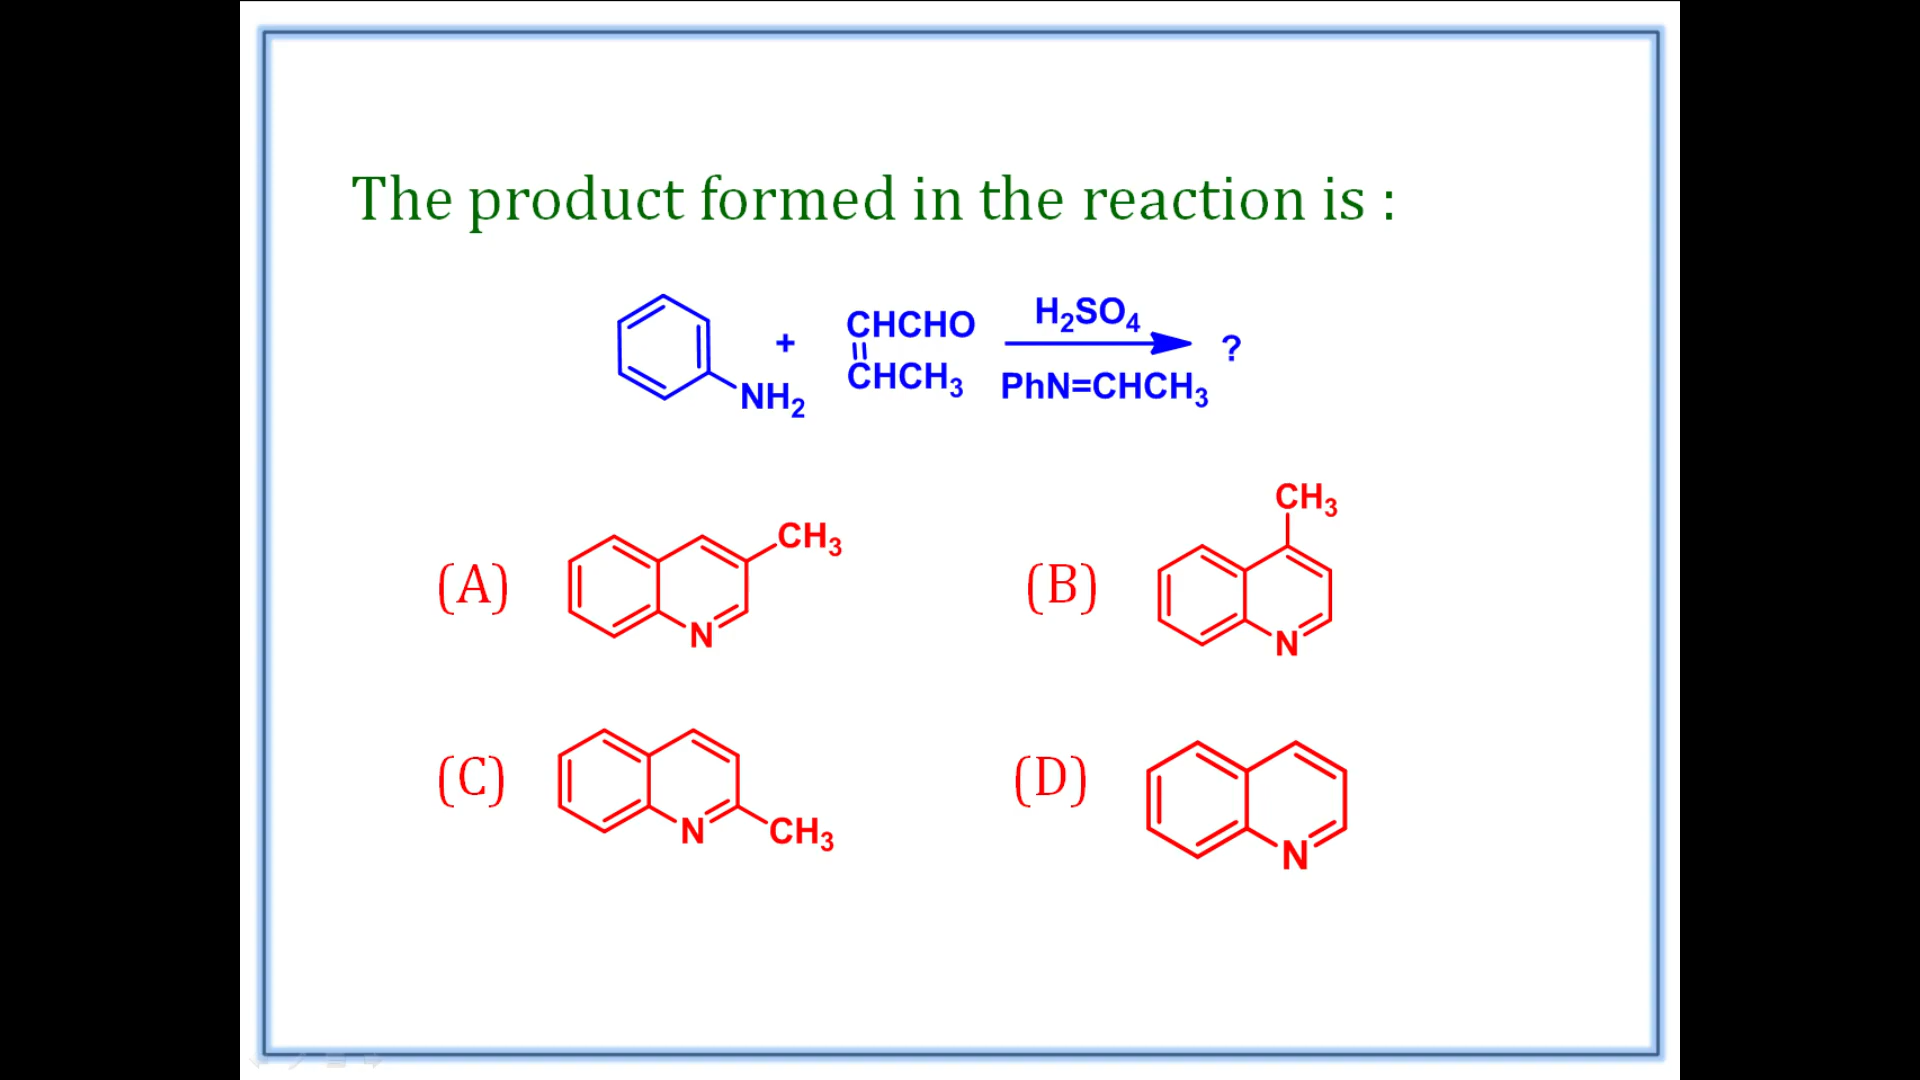 The product formed in the reaction is :
NH₂ + CHCHO H₂SO₄ ?
CHCH₃ PhN=CHCH₃
(A) N CH₃ (B) N CH₃
(C) N CH₃ (D) N